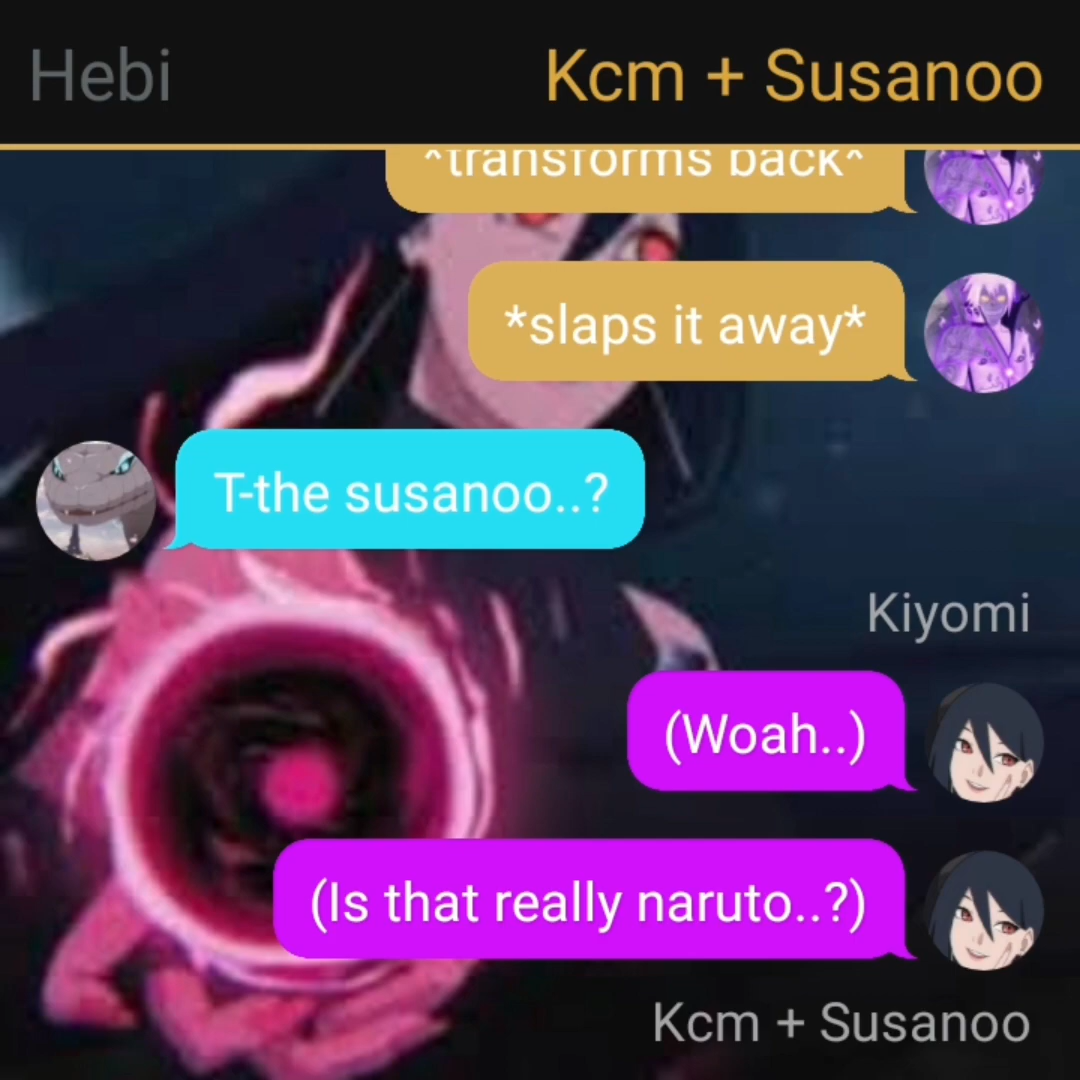 Hebi
Kcm + Susanoo
*transforms back*
*slaps it away*
T-the susanoo..?
Kiyomi
(Woah..)
(Is that really naruto..?)
Kcm + Susanoo